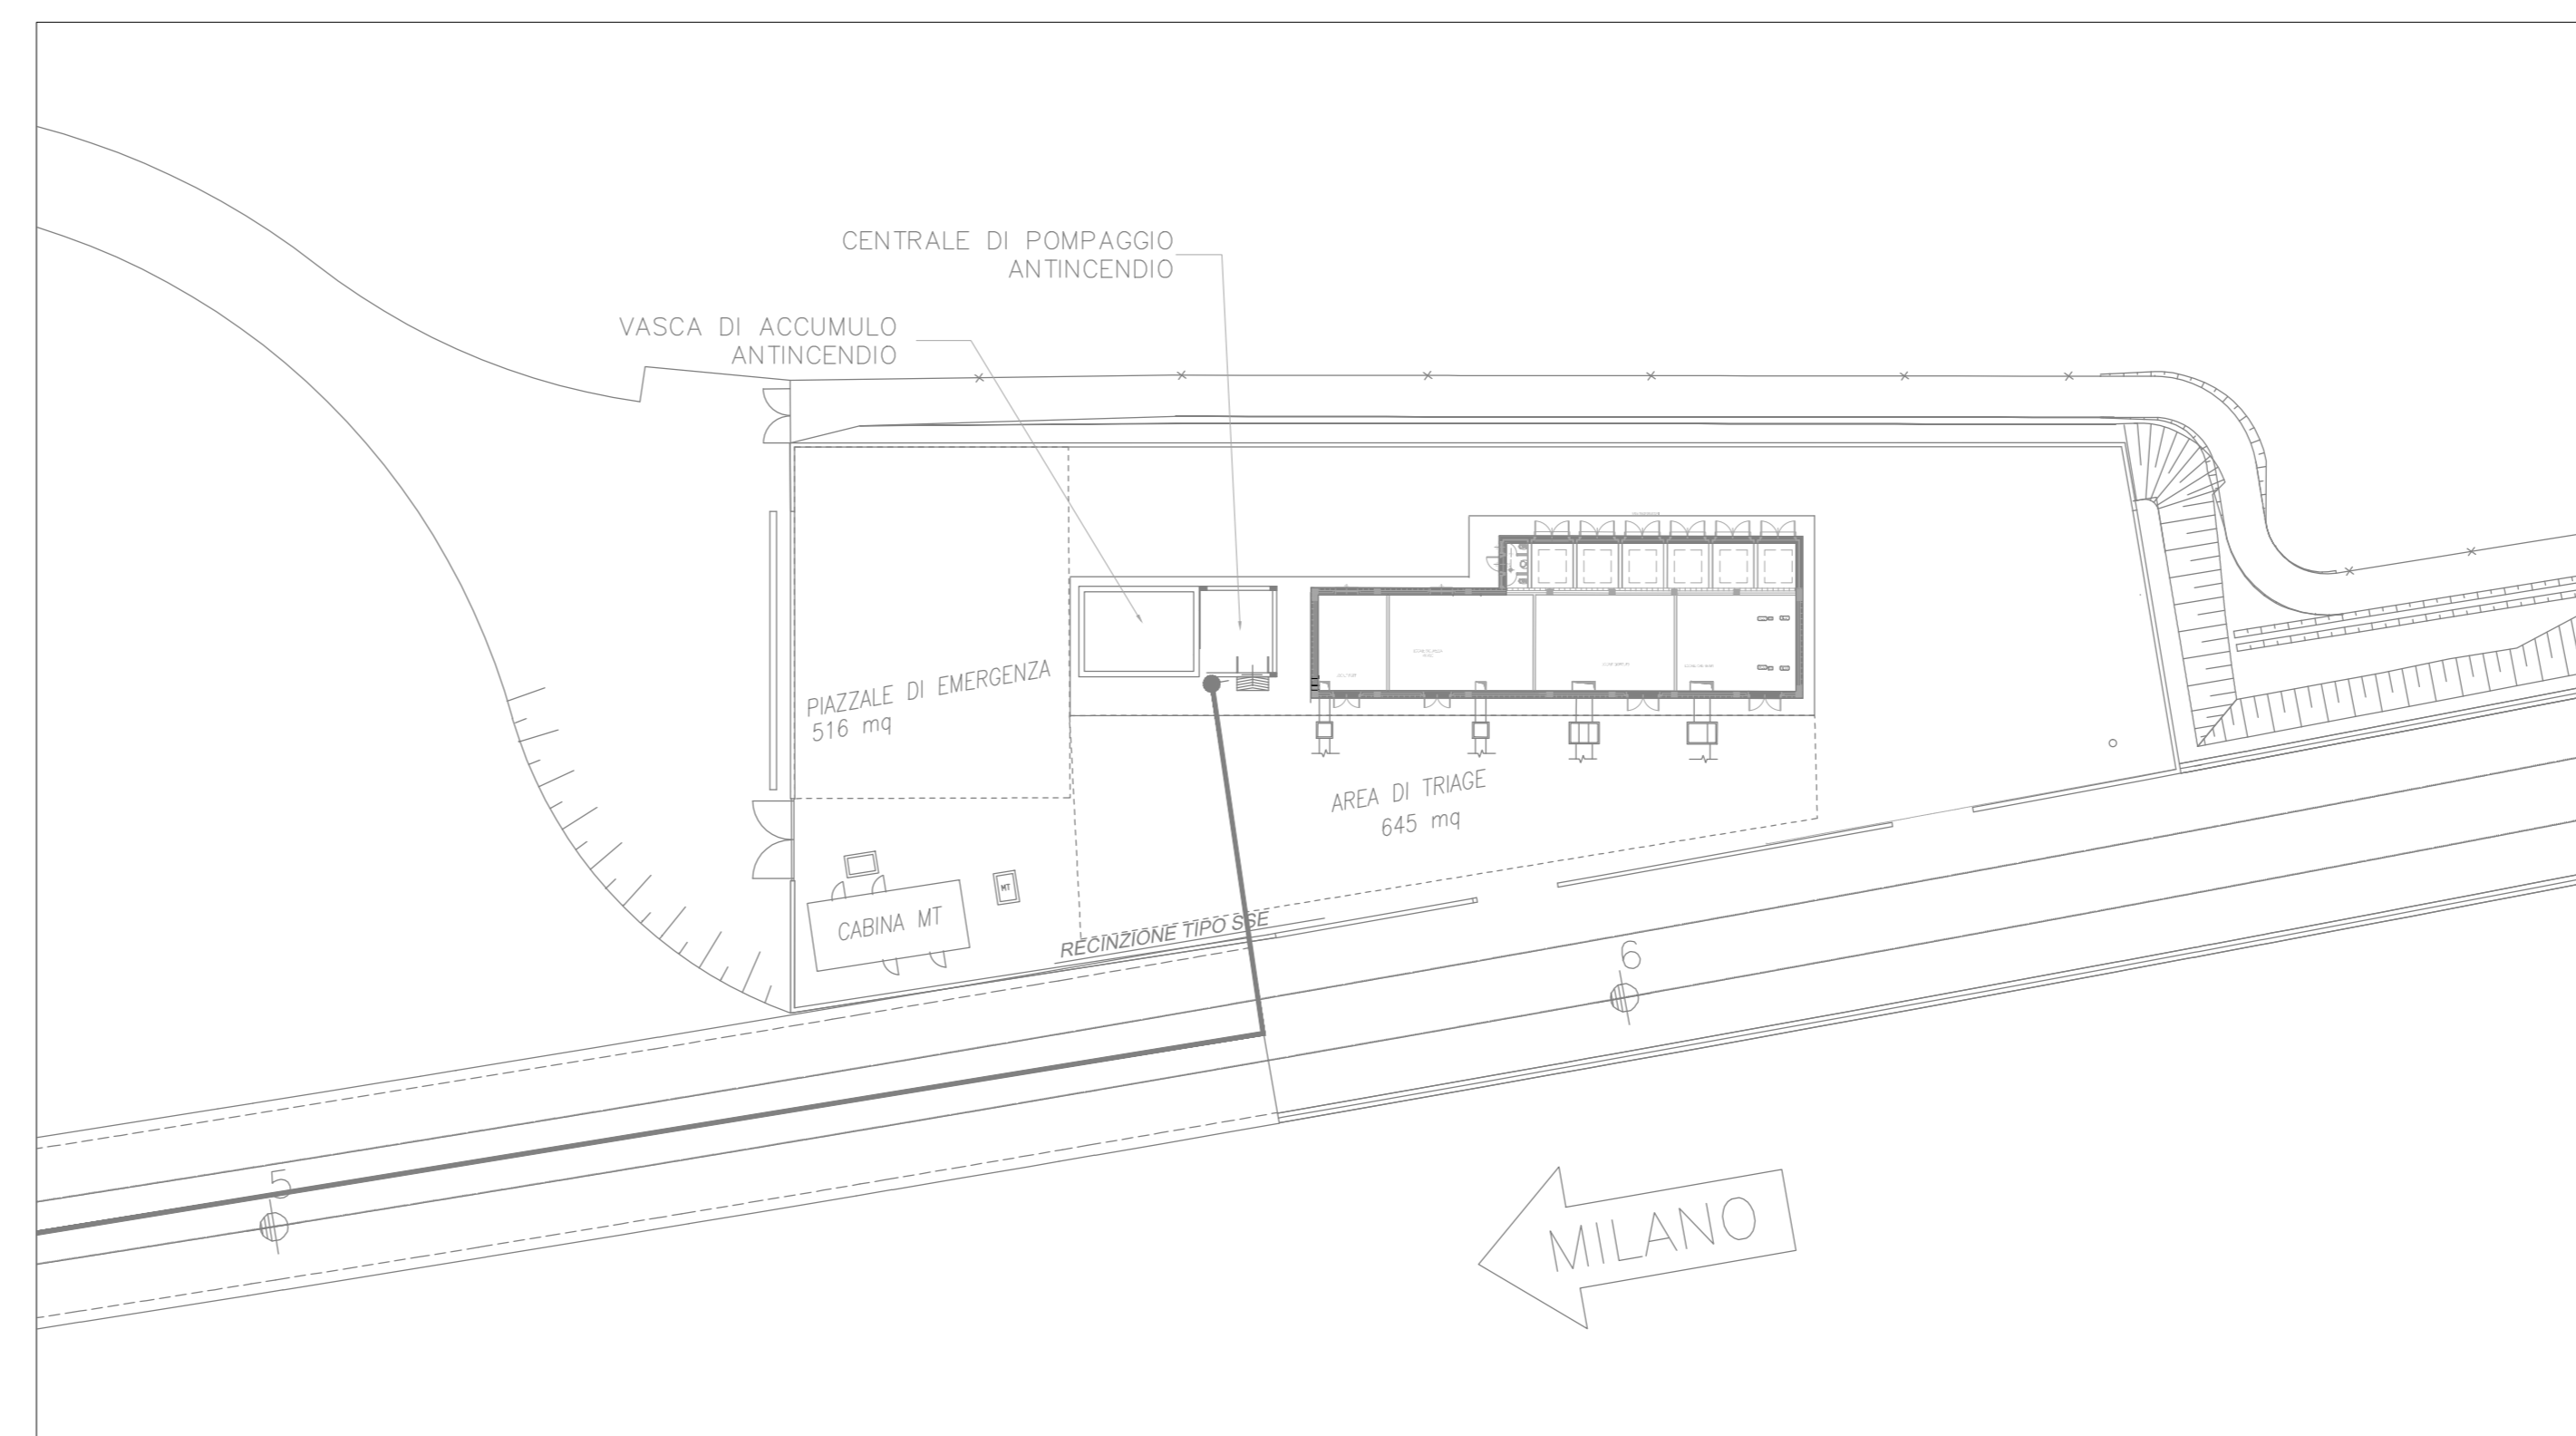 CENTRALE DI POMPAGGIO
ANTINCENDIO
VASCA DI ACCUMULO
ANTINCENDIO
PIAZZALE DI EMERGENZA
516 mq
AREA DI TRIAGE
645 mq
MT
CABINA MT
RECINZIONE TIPO SSE
6
5
MILANO